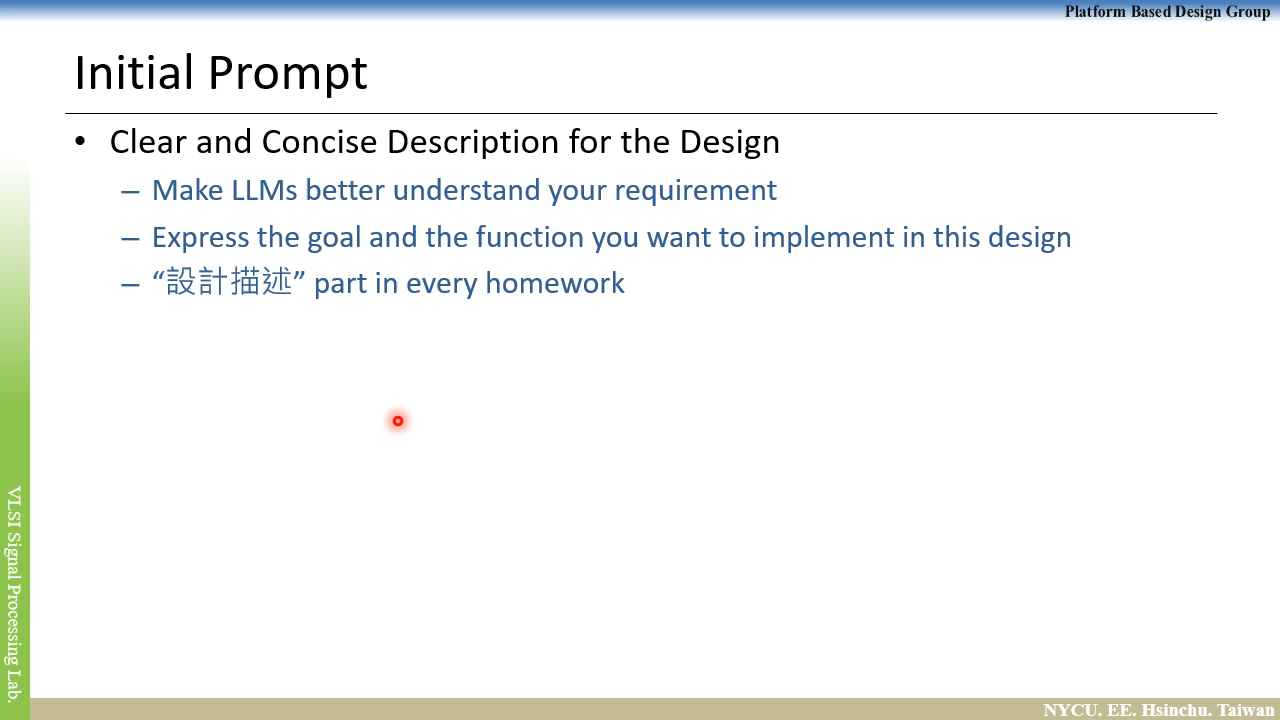 Platform Based Design Group
Initial Prompt
• Clear and Concise Description for the Design
– Make LLMs better understand your requirement
– Express the goal and the function you want to implement in this design
– “設計描述” part in every homework
VLSI Signal Processing Lab.
NYCU. EE. Hsinchu. Taiwan